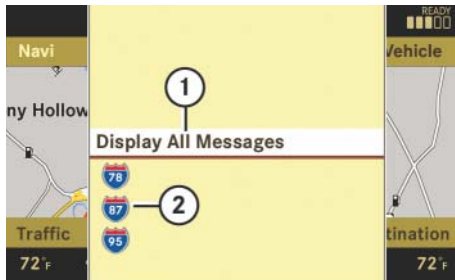 READY
Navi
Vehicle
1
ny Hollow
Display All Messages
78
87
2
95
Traffic
tination
72°F
72°F